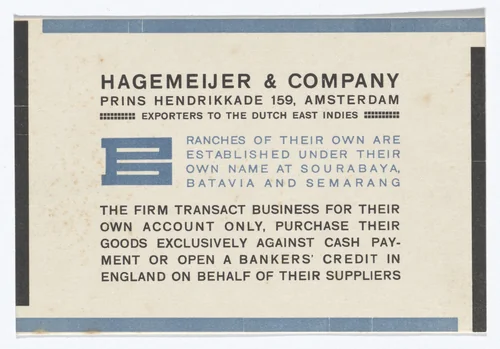 HAGEMEIJER & COMPANY
PRINS HENDRIKKADE 159, AMSTERDAM
EXPORTERS TO THE DUTCH EAST INDIES
BRANCHES OF THEIR OWN ARE
ESTABLISHED UNDER THEIR
OWN NAME AT SOURABAYA,
BATAVIA AND SEMARANG
THE FIRM TRANSACT BUSINESS FOR THEIR
OWN ACCOUNT ONLY, PURCHASE THEIR
GOODS EXCLUSIVELY AGAINST CASH PAY-
MENT OR OPEN A BANKERS' CREDIT IN
ENGLAND ON BEHALF OF THEIR SUPPLIERS